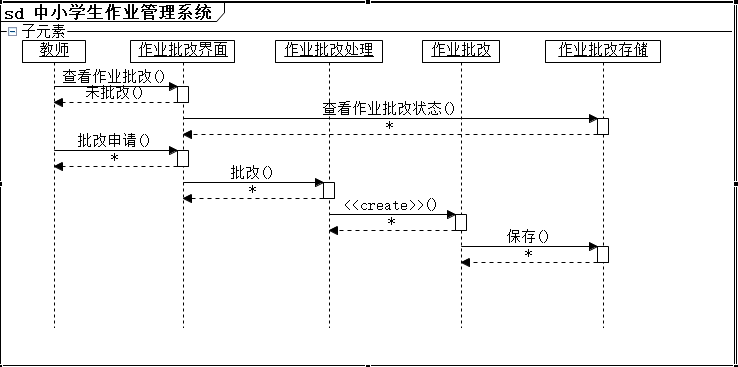 sd 中小学生作业管理系统
子元素
教师 作业批改界面 作业批改处理 作业批改 作业批改存储
查看作业批改()
未批改()
查看作业批改状态()
*
批改申请()
*
批改()
*
<<create>>()
*
保存()
*